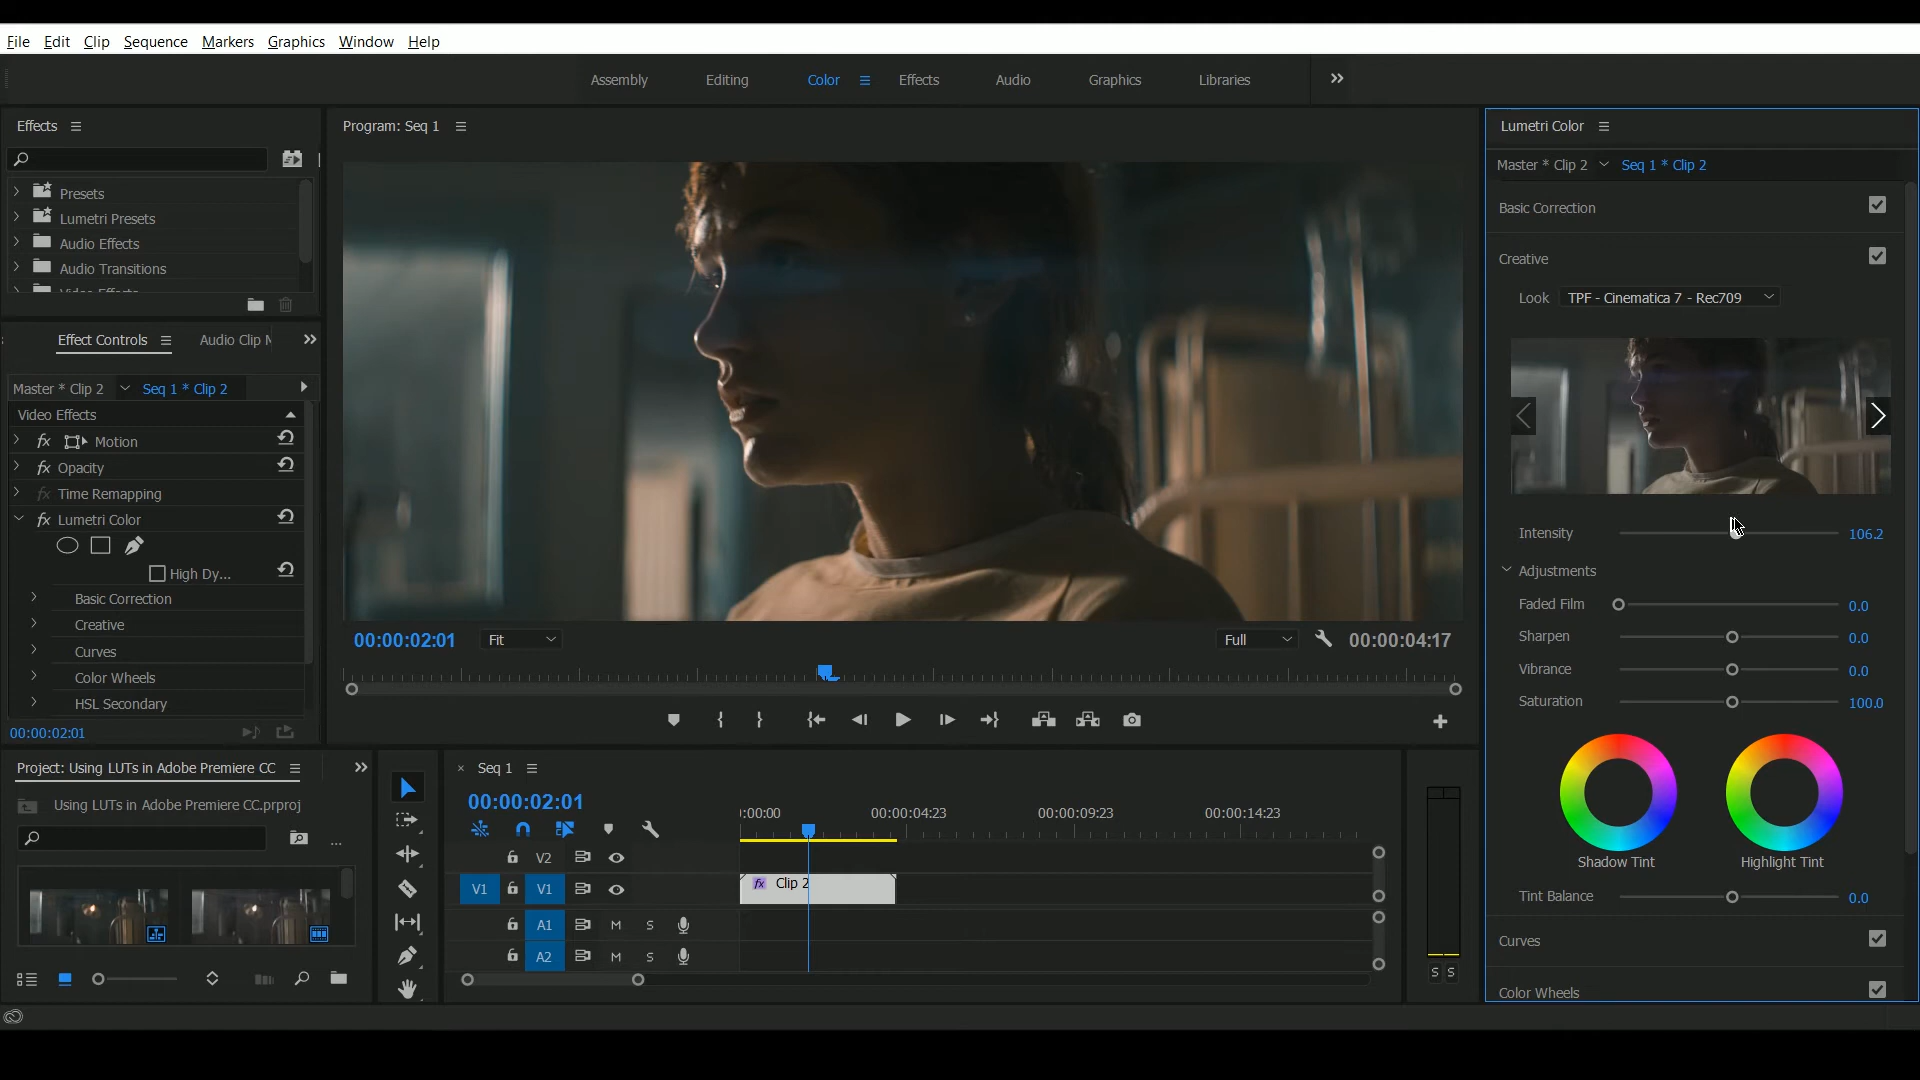 File Edit Clip Sequence Markers Graphics Window Help
Assembly Editing Color Effects Audio Graphics Libraries
Effects
Presets
Lumetri Presets
Audio Effects
Audio Transitions
Video Effects
Effect Controls Audio Clip
Master * Clip 2 Seq 1 * Clip 2
Video Effects
fx Motion
fx Opacity
fx Time Remapping
fx Lumetri Color
High Dy...
Basic Correction
Creative
Curves
Color Wheels
HSL Secondary
00:00:02:01
Program: Seq 1
00:00:02:01 Fit Full 00:00:04:17
Lumetri Color
Master * Clip 2 Seq 1 * Clip 2
Basic Correction
Creative
Look TPF - Cinematica 7 - Rec709
Intensity 106.2
Adjustments
Faded Film 0.0
Sharpen 0.0
Vibrance 0.0
Saturation 100.0
Shadow Tint Highlight Tint
Tint Balance 0.0
Curves
Color Wheels
Project: Using LUTs in Adobe Premiere CC
Using LUTs in Adobe Premiere CC.prproj
...
Seq 1
00:00:02:01
:00:00 00:00:04:23 00:00:09:23 00:00:14:23
V2
V1 V1 fx Clip 2
A1 M S
A2 M S
S S